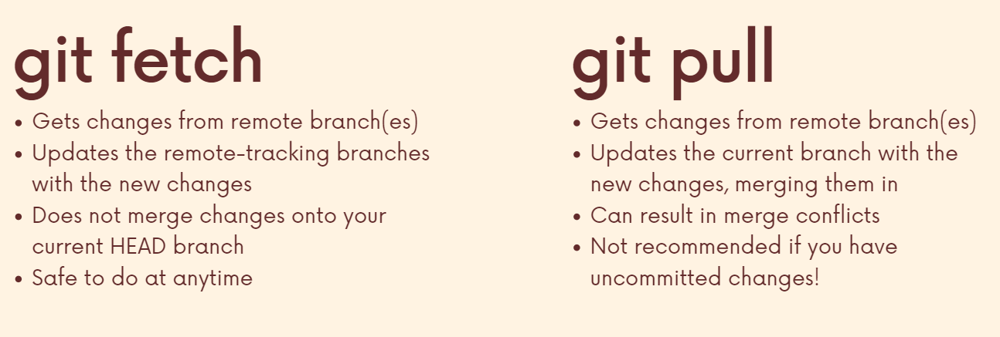 git fetch
• Gets changes from remote branch(es)
• Updates the remote-tracking branches
with the new changes
• Does not merge changes onto your
current HEAD branch
• Safe to do at anytime
git pull
• Gets changes from remote branch(es)
• Updates the current branch with the
new changes, merging them in
• Can result in merge conflicts
• Not recommended if you have
uncommitted changes!